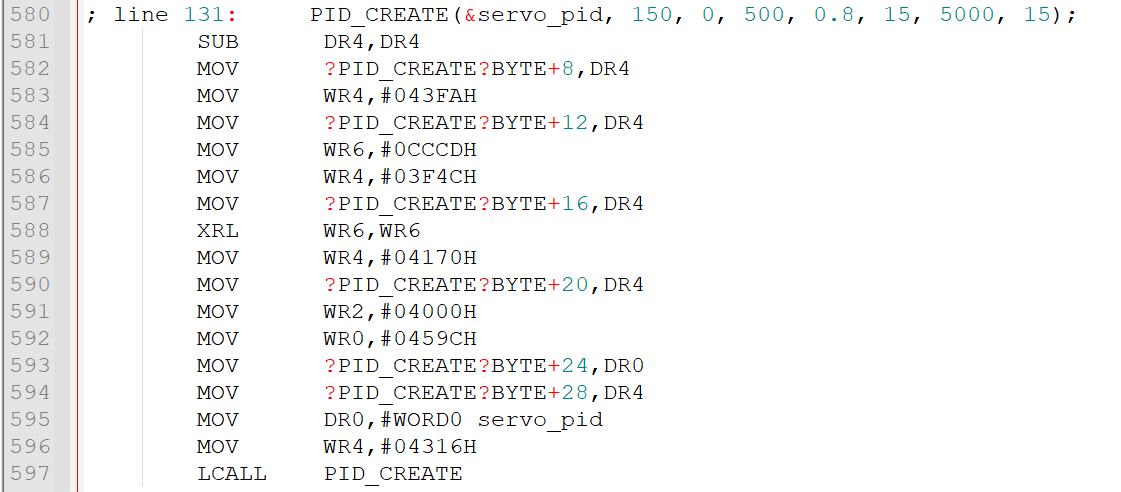 580 ; line 131:     PID_CREATE(&servo_pid, 150, 0, 500, 0.8, 15, 5000, 15);
581         SUB      DR4,DR4
582         MOV      ?PID_CREATE?BYTE+8,DR4
583         MOV      WR4,#043FAH
584         MOV      ?PID_CREATE?BYTE+12,DR4
585         MOV      WR6,#0CCCDH
586         MOV      WR4,#03F4CH
587         MOV      ?PID_CREATE?BYTE+16,DR4
588         XRL      WR6,WR6
589         MOV      WR4,#04170H
590         MOV      ?PID_CREATE?BYTE+20,DR4
591         MOV      WR2,#04000H
592         MOV      WR0,#0459CH
593         MOV      ?PID_CREATE?BYTE+24,DR0
594         MOV      ?PID_CREATE?BYTE+28,DR4
595         MOV      DR0,#WORD0 servo_pid
596         MOV      WR4,#04316H
597         LCALL    PID_CREATE